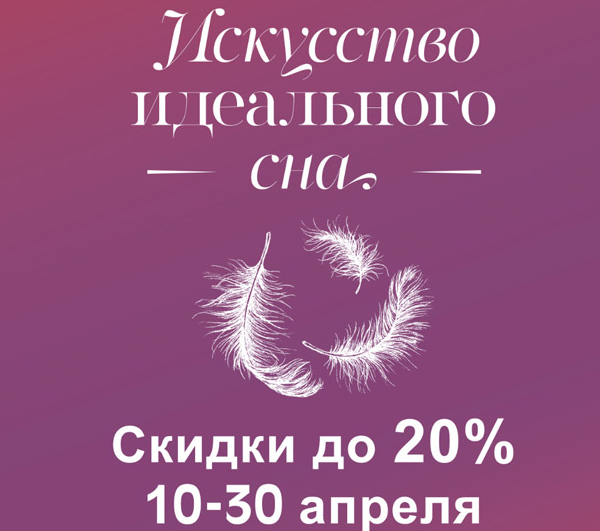 Искусство
идеального
сна
Скидки до 20%
10-30 апреля